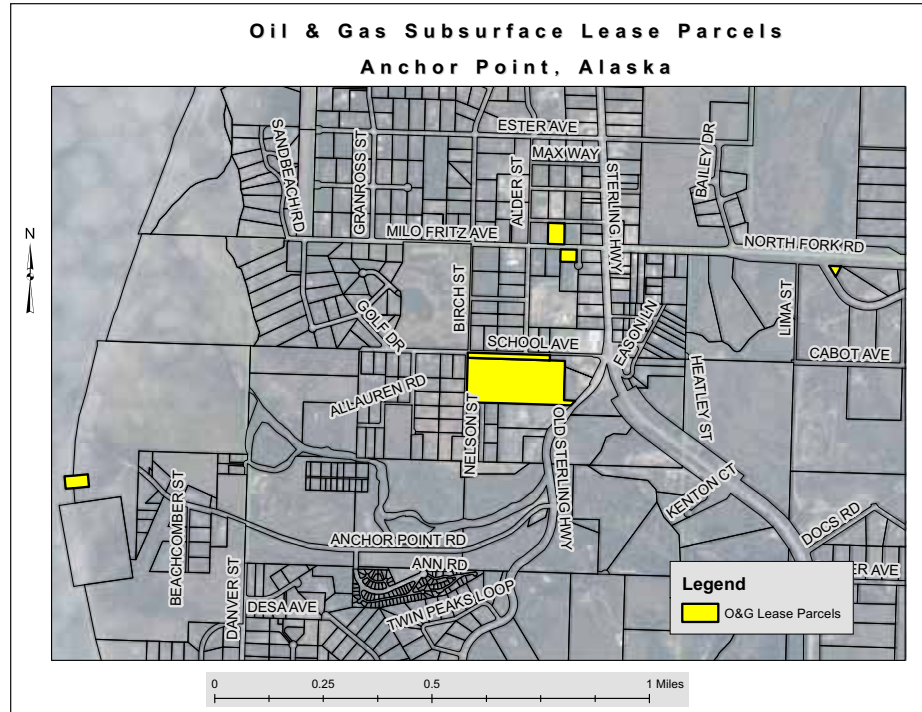 Oil & Gas Subsurface Lease Parcels
Anchor Point, Alaska
ESTER AVE
SANDBEACH RD
GRANROSS ST
ALDER ST
MAX WAY
STERLING HWY
BAILEY DR
MILO FRITZ AVE
NORTH FORK RD
N
BIRCH ST
GOLF DR
SCHOOL AVE
EASON LN
LIMA ST
CABOT AVE
ALLAUREN RD
NELSON ST
OLD STERLING HWY
HEATLEY ST
BEACHCOMBER ST
KENTON CT
DOCS RD
ANCHOR POINT RD
ANN RD
DANVER ST
DESA AVE
TWIN PEAKS LOOP
ER AVE
Legend
O&G Lease Parcels
0 0.25 0.5 1 Miles